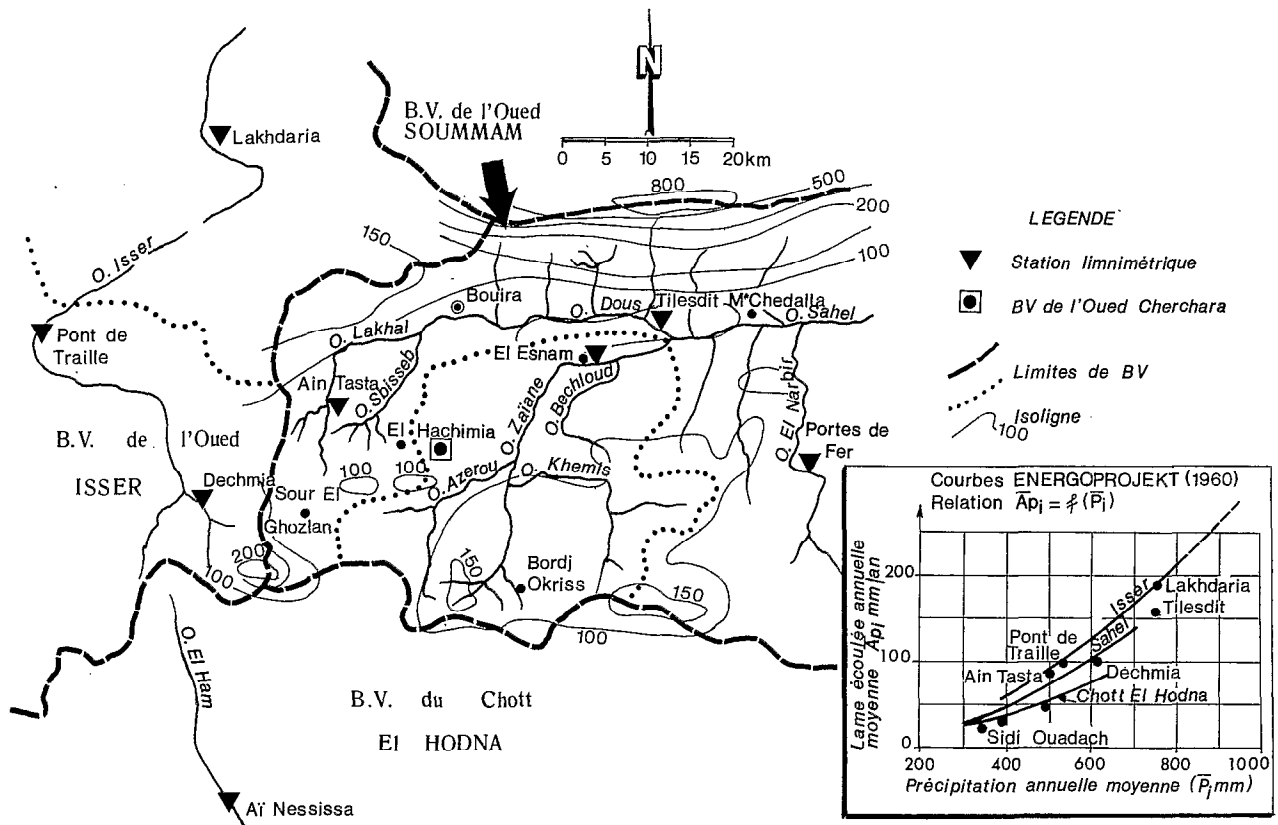 N
B.V. de l'Oued
SOUMMAM
0 5 10 15 20km
Lakhdaria
800
500
200
100
150
O. Isser
Bouira
O. Dous
Tilesdit
Mᵉ Chedalla
O. Sahel
Pont de
Traille
O. Lakhal
El Esnam
Ain Tasta
O. Sbisseb
O. Zaïane
O. Bechloud
O. El Narbir
B.V. de l'Oued
ISSER
El Hachimia
Portes de
Fer
Dechmia
Sour El
Ghozlan
100
100
O. Azerou
O. Khemis
200
100
150
Bordj
Okriss
150
100
O. El Ham
B.V. du Chott
El HODNA
Aï Nessissa
LEGENDE
Station limnimétrique
BV de l'Oued Cherchara
Limites de BV
Isoligne
100
Courbes ENERGOPROJEKT (1960)
Relation Āpi = f (P̄i)
Lame écoulée annuelle
moyenne Api mm/an
200
100
0
Isser
Lakhdaria
Tilesdit
Sahel
Pont de
Traille
Ain Tasta
Dechmia
Chott El Hodna
Sidi Ouadach
200 400 600 800 1000
Précipitation annuelle moyenne (P̄i mm)